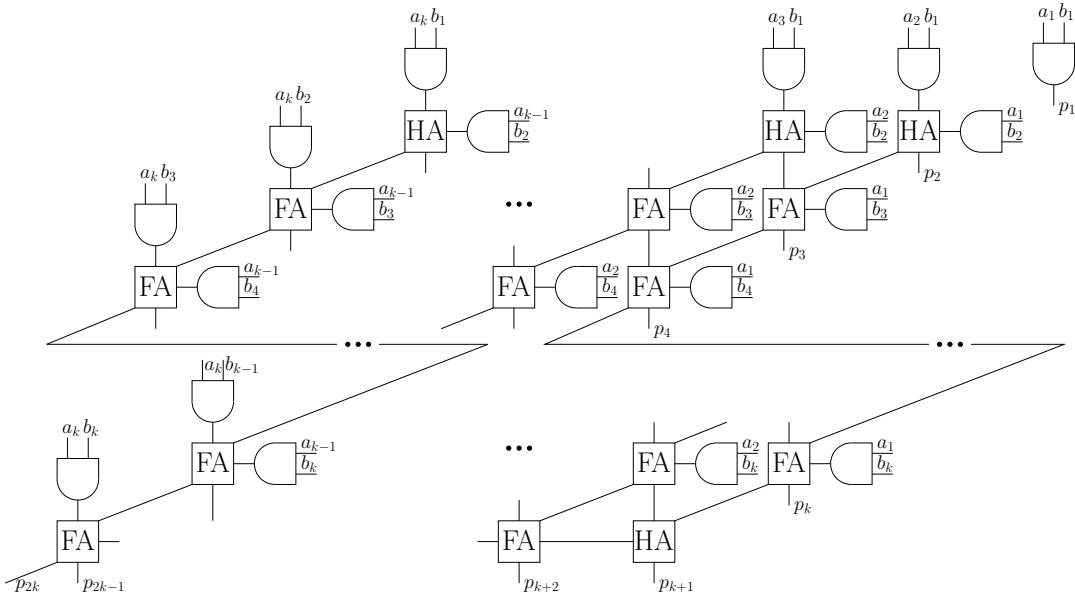 a_k b_1 a_3 b_1 a_2 b_1 a_1 b_1
a_k b_2 HA a_{k-1} b_2 HA a_2 b_2 HA a_1 b_2 p_1
p_2
a_k b_3 FA a_{k-1} b_3 ••• FA a_2 b_3 FA a_1 b_3
p_3
FA a_{k-1} b_4 FA a_2 b_4 FA a_1 b_4
p_4
••• •••
a_k b_{k-1}
a_k b_k FA a_{k-1} b_k ••• FA a_2 b_k FA a_1 b_k
p_k
FA FA HA
p_{2k} p_{2k-1} p_{k+2} p_{k+1}